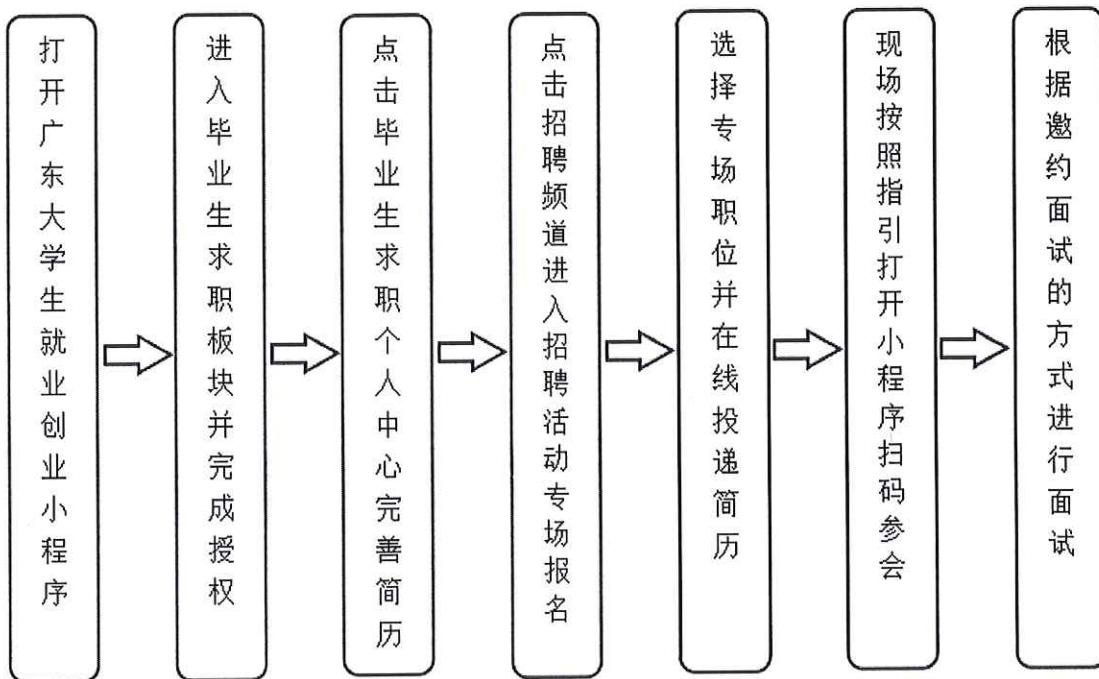 打开广东大学生就业创业小程序
进入毕业生求职板块并完成授权
点击毕业生求职个人中心完善简历
点击招聘频道进入招聘活动专场报名
选择专场职位并在线投递简历
现场按照指引打开小程序扫码参会
根据邀约面试的方式进行面试